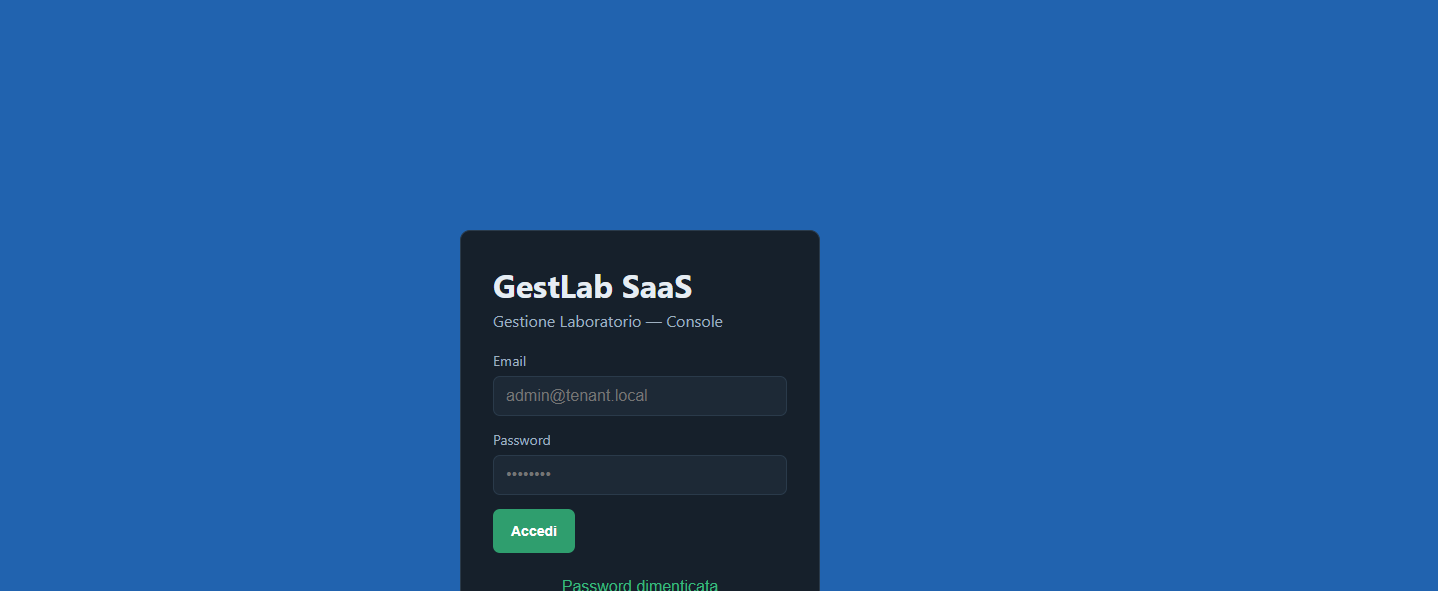 GestLab SaaS
Gestione Laboratorio — Console
Email
admin@tenant.local
Password
••••••••
Accedi
Password dimenticata